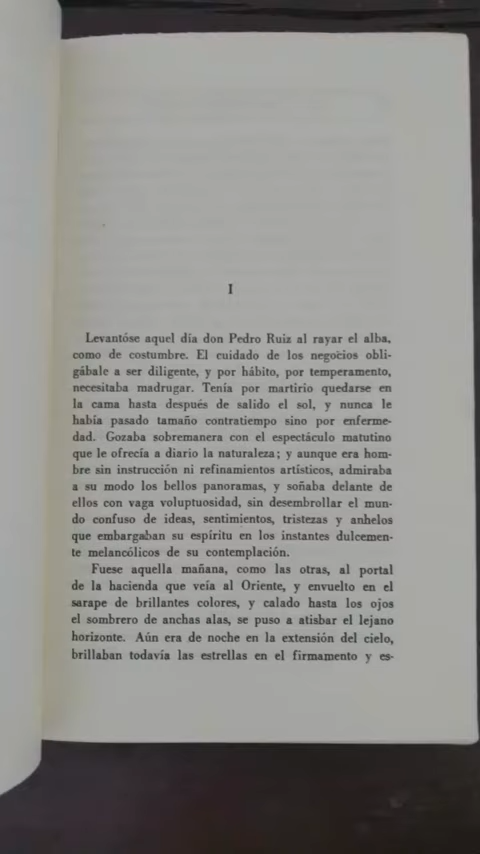 I
Levantóse aquel día don Pedro Ruiz al rayar el alba,
como de costumbre. El cuidado de los negocios obli-
gábale a ser diligente, y por hábito, por temperamento,
necesitaba madrugar. Tenía por martirio quedarse en
la cama hasta después de salido el sol, y nunca le
había pasado tamaño contratiempo sino por enferme-
dad. Gozaba sobremanera con el espectáculo matutino
que le ofrecía a diario la naturaleza; y aunque era hom-
bre sin instrucción ni refinamientos artísticos, admiraba
a su modo los bellos panoramas, y soñaba delante de
ellos con vaga voluptuosidad, sin desembrollar el mun-
do confuso de ideas, sentimientos, tristezas y anhelos
que embargaban su espíritu en los instantes dulcemen-
te melancólicos de su contemplación.
Fuese aquella mañana, como las otras, al portal
de la hacienda que veía al Oriente, y envuelto en el
sarape de brillantes colores, y calado hasta los ojos
el sombrero de anchas alas, se puso a atisbar el lejano
horizonte. Aún era de noche en la extensión del cielo,
brillaban todavía las estrellas en el firmamento y es-